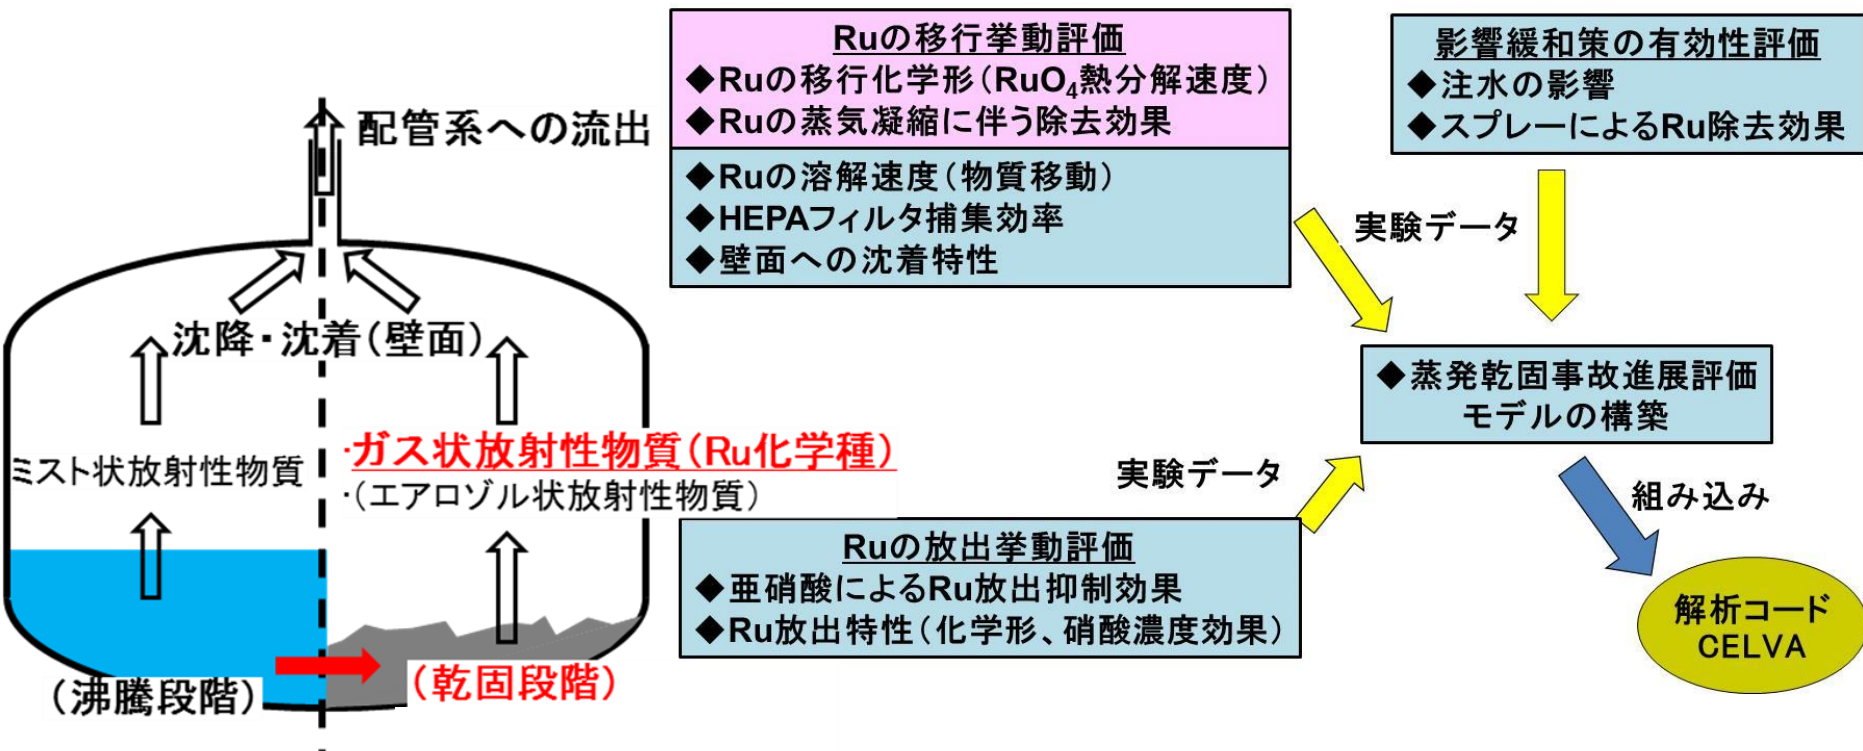 配管系への流出
沈降・沈着(壁面)
ミスト状放射性物質
・ガス状放射性物質(Ru化学種)
・(エアロゾル状放射性物質)
(沸騰段階)
(乾固段階)
Ruの移行挙動評価
◆Ruの移行化学形(RuO₄熱分解速度)
◆Ruの蒸気凝縮に伴う除去効果
◆Ruの溶解速度(物質移動)
◆HEPAフィルタ捕集効率
◆壁面への沈着特性
影響緩和策の有効性評価
◆注水の影響
◆スプレーによるRu除去効果
実験データ
◆蒸発乾固事故進展評価
モデルの構築
実験データ
Ruの放出挙動評価
◆亜硝酸によるRu放出抑制効果
◆Ru放出特性(化学形、硝酸濃度効果)
組み込み
解析コード
CELVA